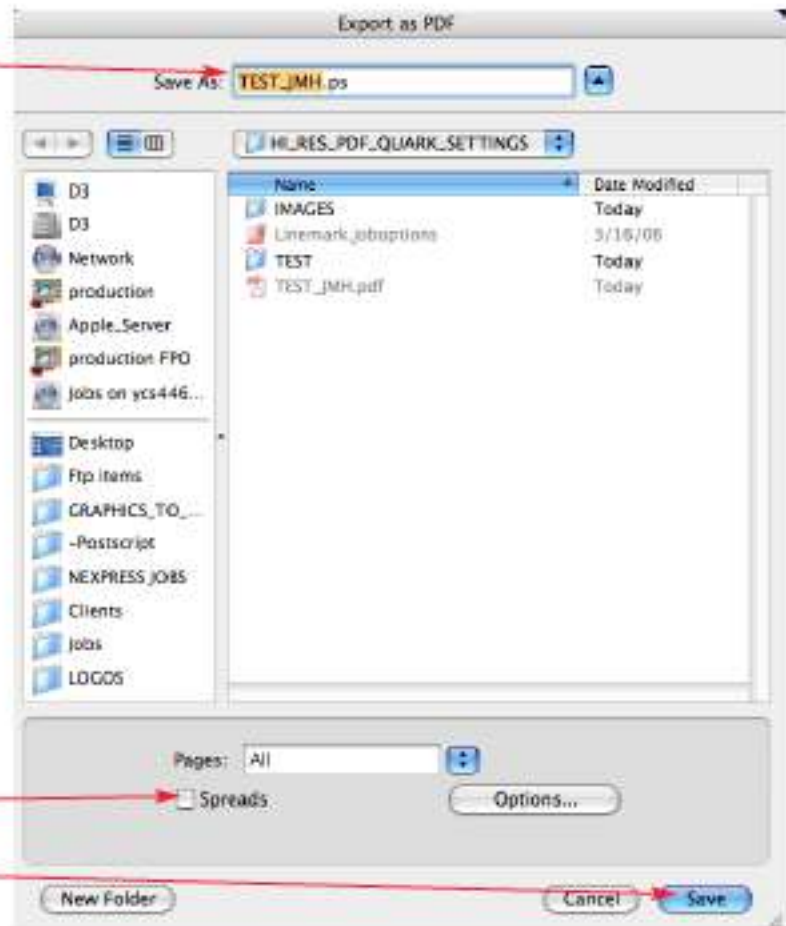 Export as PDF
Save As: TEST_JMH.ps
HI_RES_PDF_QUARK_SETTINGS
Name Date Modified
IMAGES Today
Linemark.joboptions 3/16/06
TEST Today
TEST_JMH.pdf Today
D3
D3
Network
production
Apple_Server
production FPO
Jobs on ycs446...
Desktop
Ftp items
GRAPHICS_TO_...
-Postscript
NEXPRESS JOBS
Clients
Jobs
LOGOS
Pages: All
Spreads Options...
New Folder Cancel Save